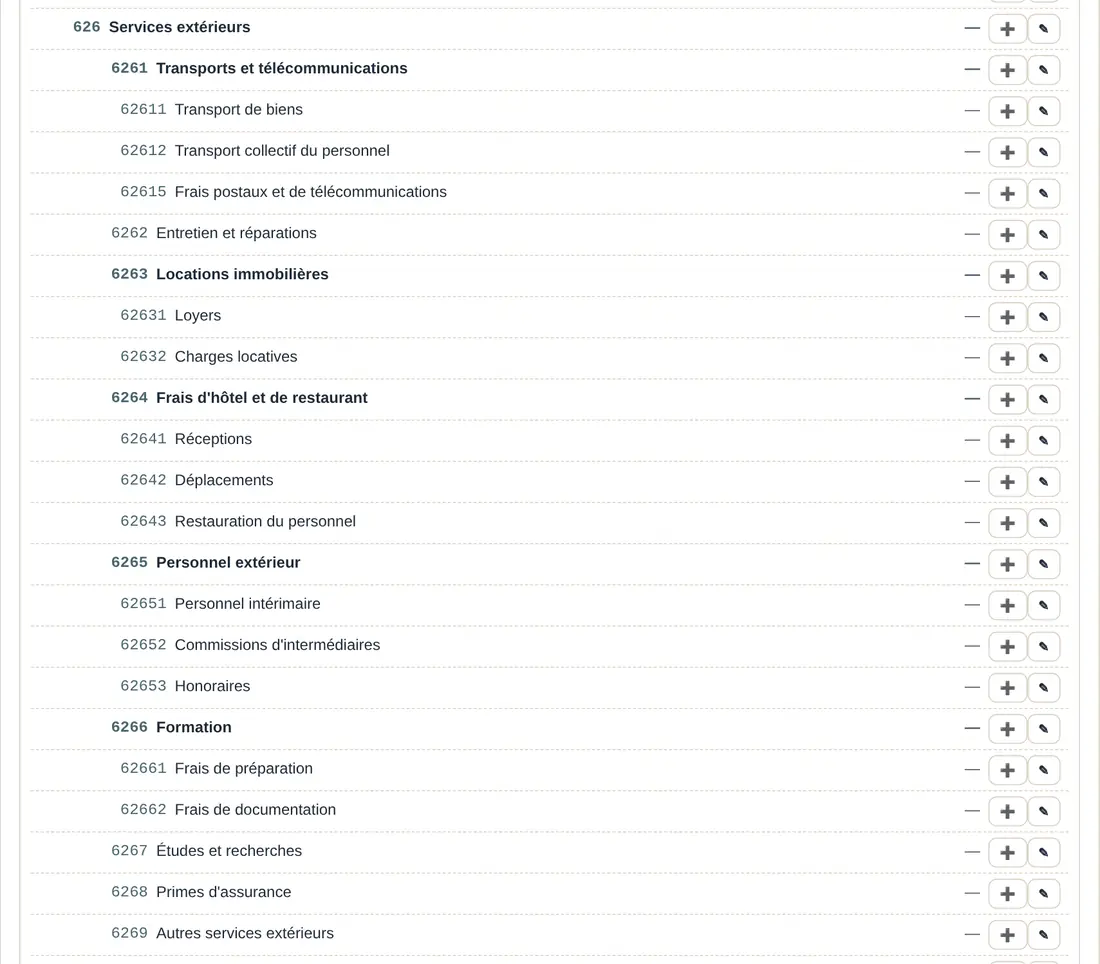 626 Services extérieurs —
6261 Transports et télécommunications —
62611 Transport de biens —
62612 Transport collectif du personnel —
62615 Frais postaux et de télécommunications —
6262 Entretien et réparations —
6263 Locations immobilières —
62631 Loyers —
62632 Charges locatives —
6264 Frais d'hôtel et de restaurant —
62641 Réceptions —
62642 Déplacements —
62643 Restauration du personnel —
6265 Personnel extérieur —
62651 Personnel intérimaire —
62652 Commissions d'intermédiaires —
62653 Honoraires —
6266 Formation —
62661 Frais de préparation —
62662 Frais de documentation —
6267 Études et recherches —
6268 Primes d'assurance —
6269 Autres services extérieurs —